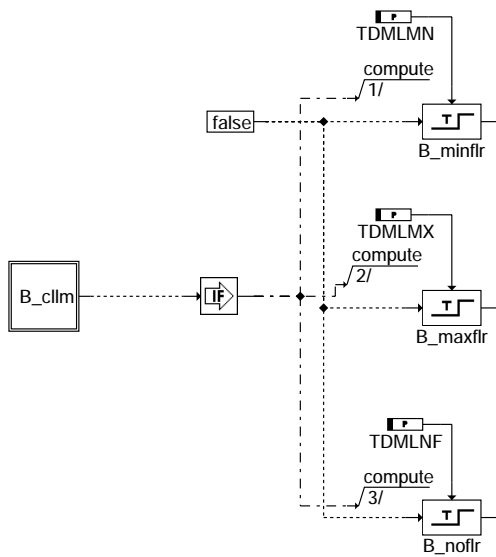 P
TDMLMN
compute
1/
false
T
B_minflr
P
TDMLMX
compute
2/
B_cllm
IF
T
B_maxflr
P
TDMLNF
compute
3/
T
B_noflr